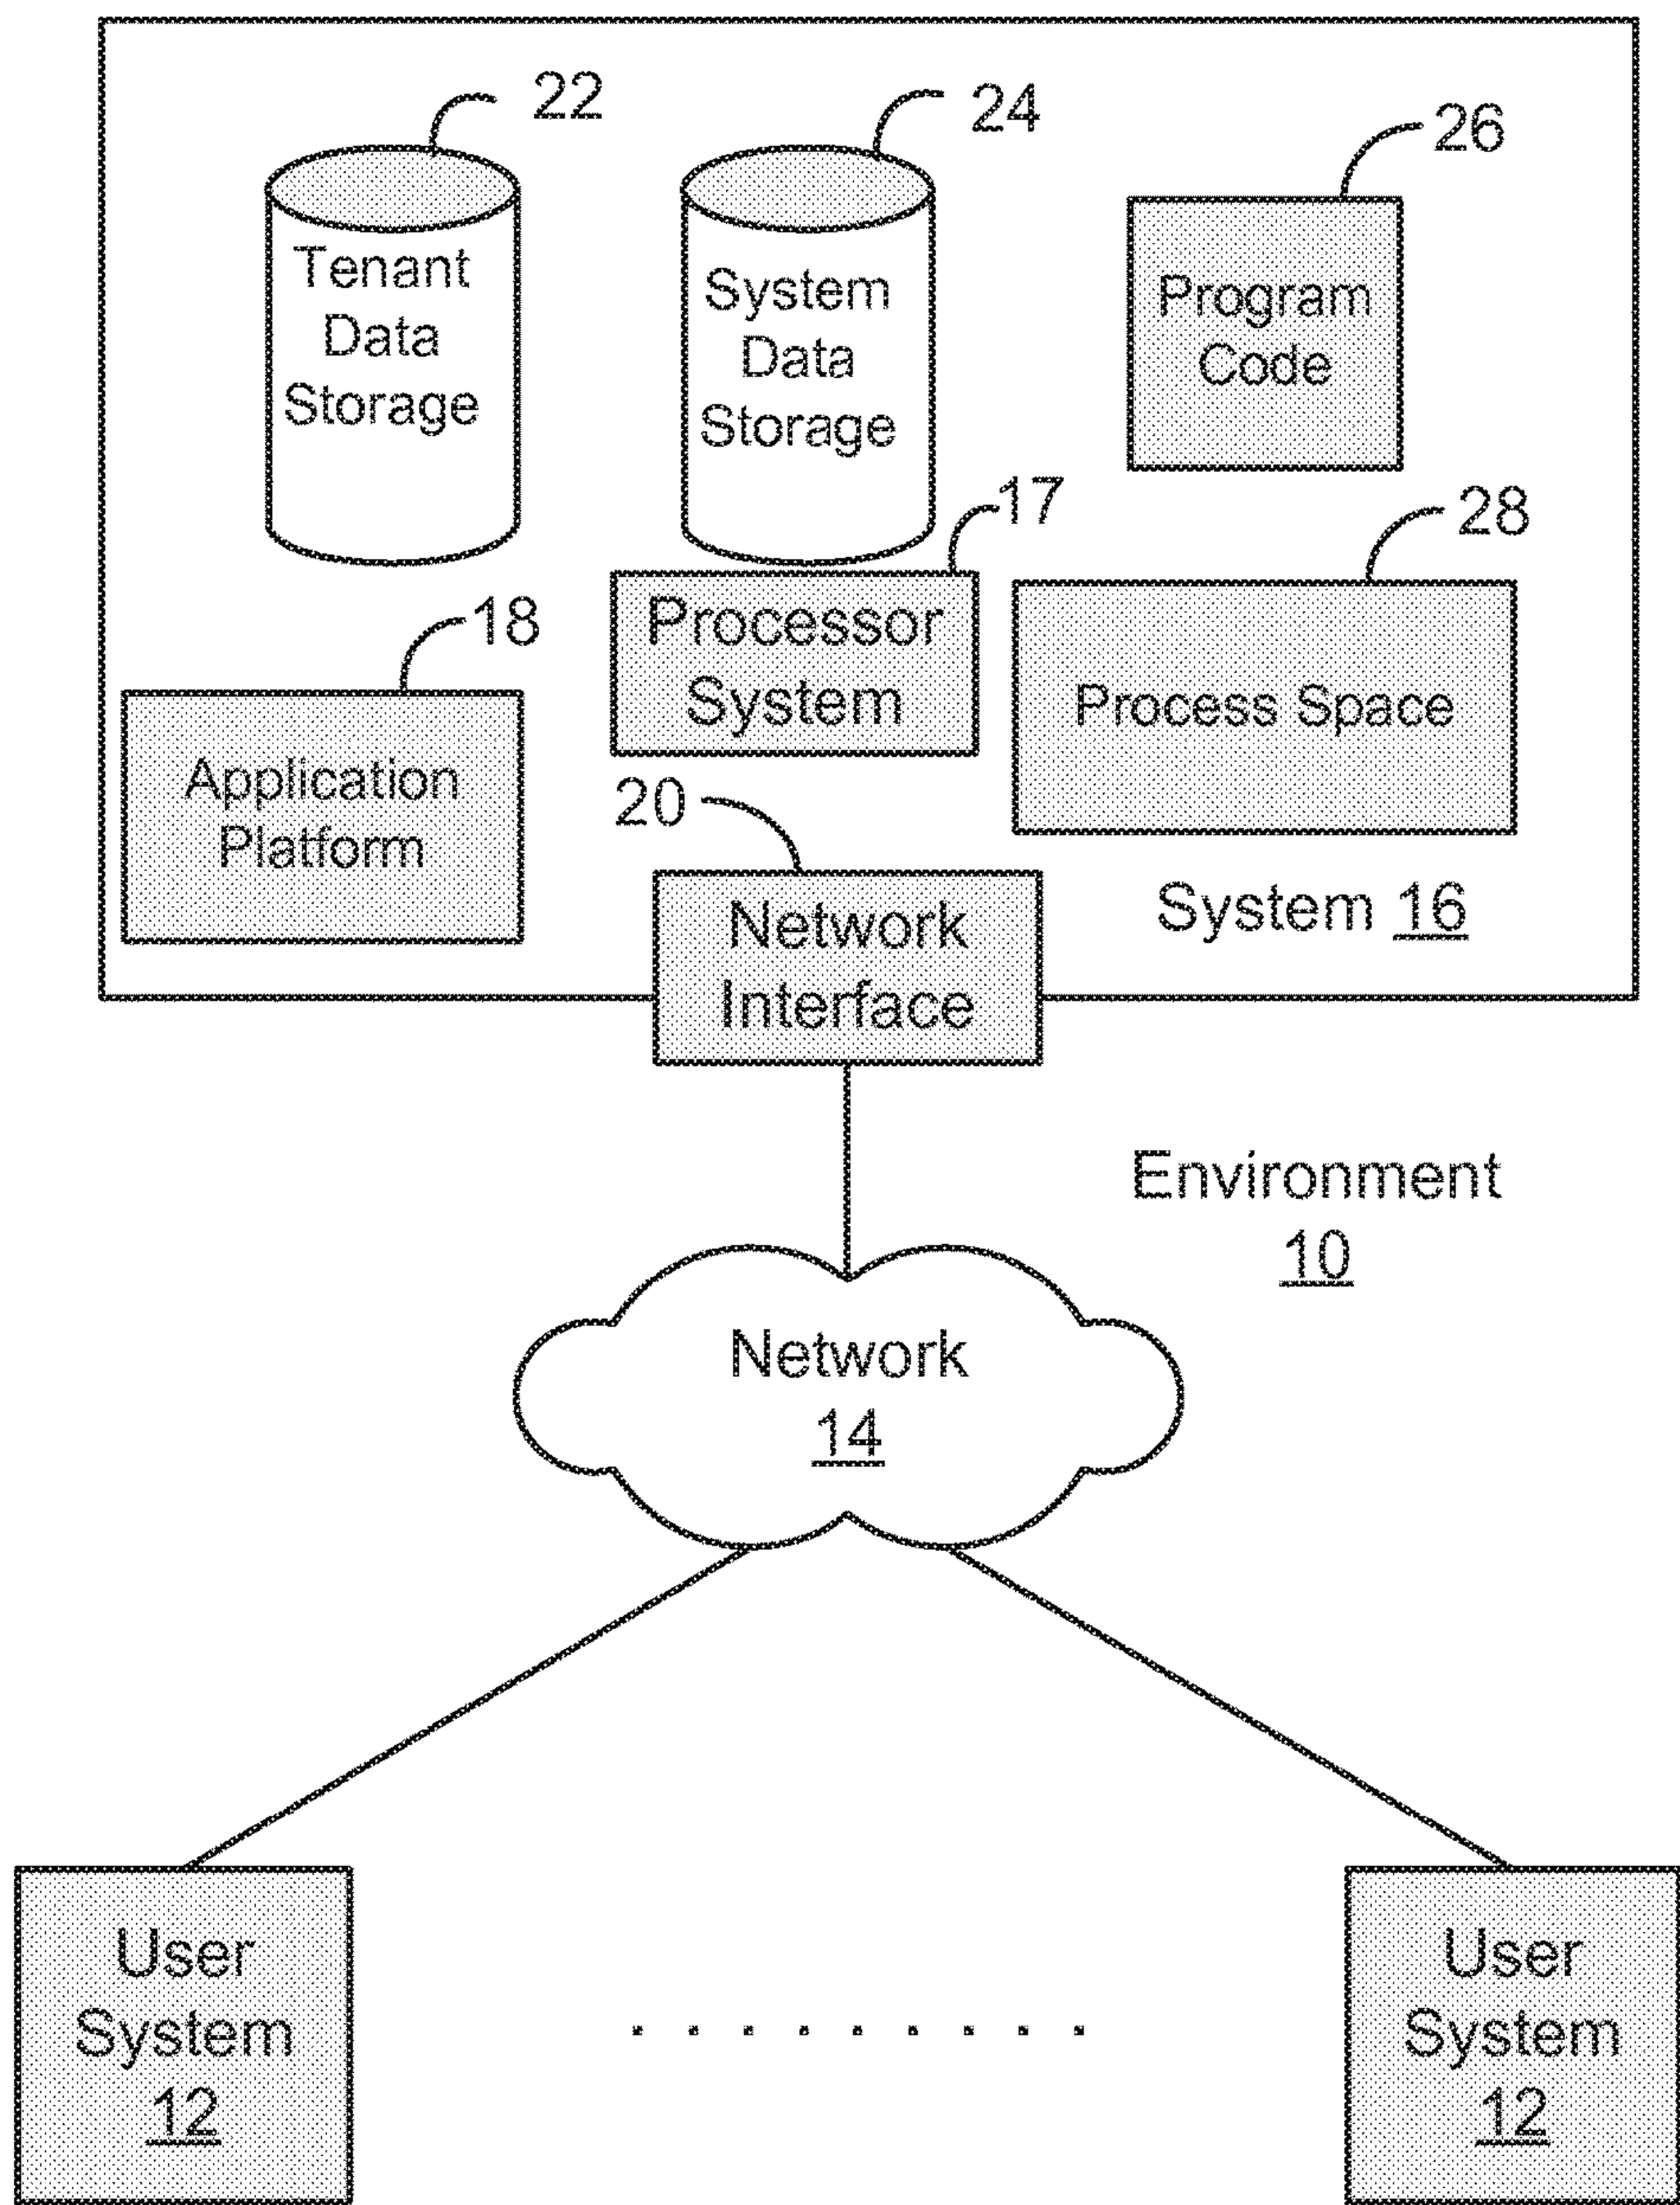 22
24
26
Tenant
Data
Storage
System
Data
Storage
Program
Code
17
28
18
Processor
System
Process Space
Application
Platform
20
Network
Interface
System 16
Environment
10
Network
14
User
System
12
User
System
12